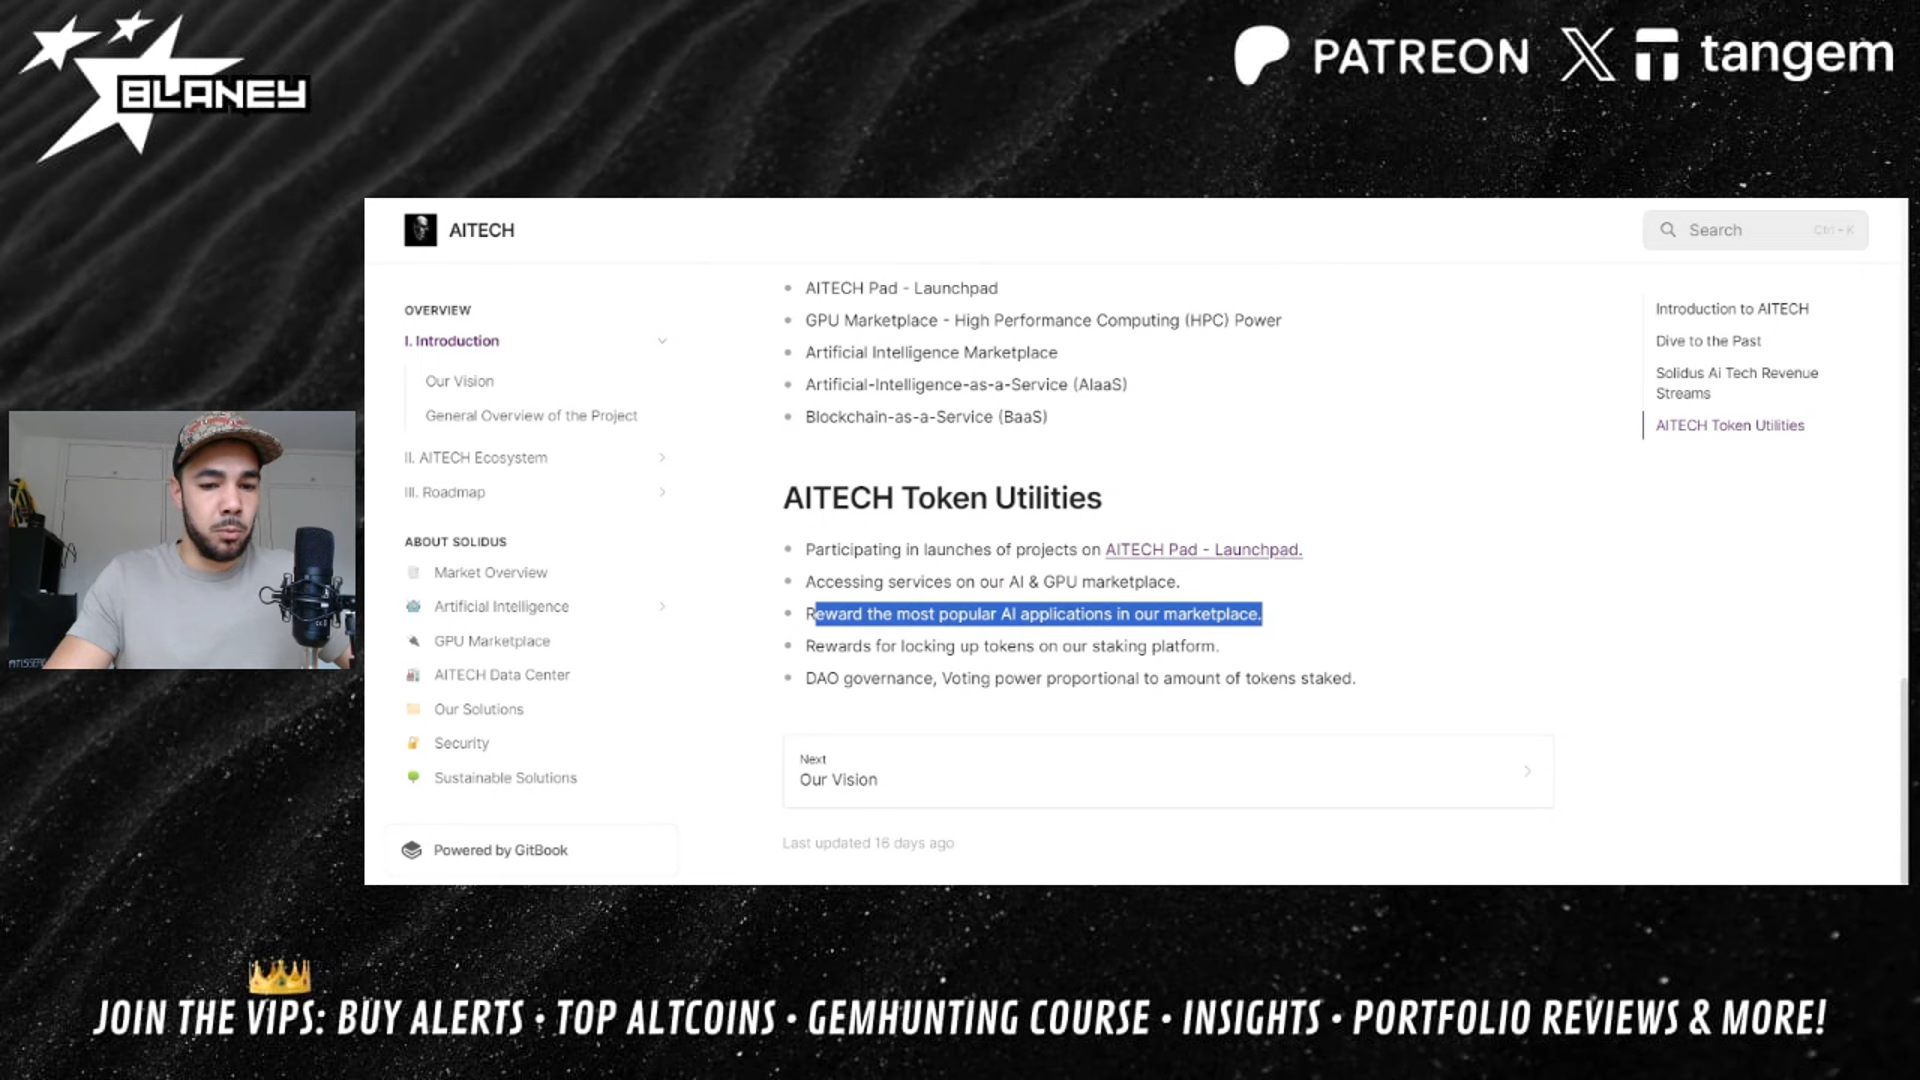 BLANEY
PATREON
tangem
AITECH
Search
Ctrl - K
OVERVIEW
I. Introduction
Our Vision
General Overview of the Project
II. AITECH Ecosystem
III. Roadmap
ABOUT SOLIDUS
Market Overview
Artificial Intelligence
GPU Marketplace
AITECH Data Center
Our Solutions
Security
Sustainable Solutions
Powered by GitBook
AITECH Pad - Launchpad
GPU Marketplace - High Performance Computing (HPC) Power
Artificial Intelligence Marketplace
Artificial-Intelligence-as-a-Service (AIaaS)
Blockchain-as-a-Service (BaaS)
AITECH Token Utilities
Participating in launches of projects on AITECH Pad - Launchpad.
Accessing services on our AI & GPU marketplace.
Reward the most popular AI applications in our marketplace.
Rewards for locking up tokens on our staking platform.
DAO governance, Voting power proportional to amount of tokens staked.
Next
Our Vision
Last updated 16 days ago
Introduction to AITECH
Dive to the Past
Solidus Ai Tech Revenue
Streams
AITECH Token Utilities
JOIN THE VIPS: BUY ALERTS • TOP ALTCOINS • GEMHUNTING COURSE • INSIGHTS • PORTFOLIO REVIEWS & MORE!